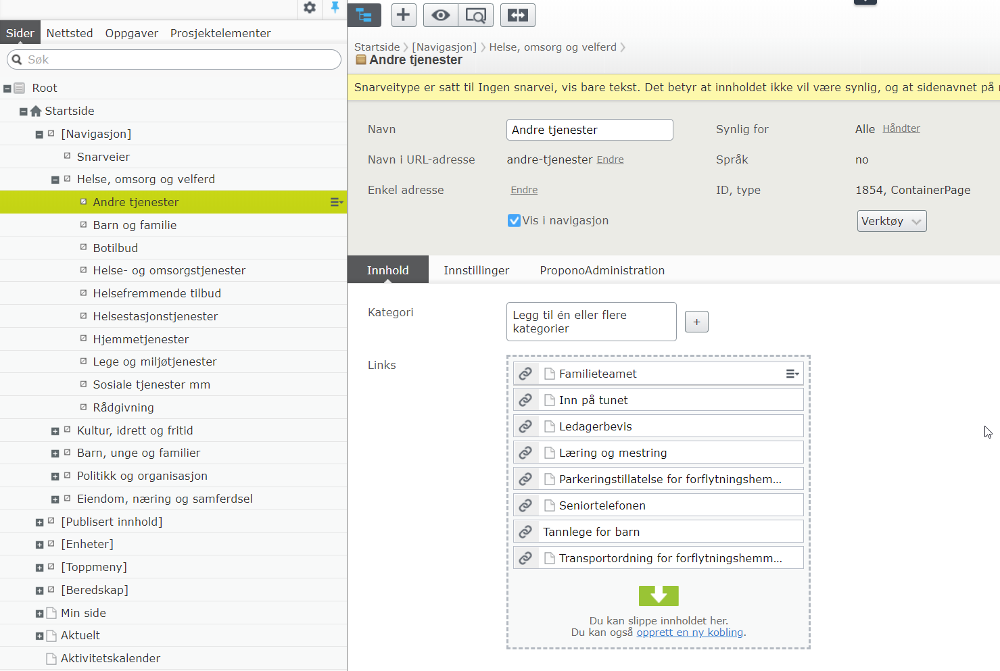 Sider Nettsted Oppgaver Prosjektelementer
Søk
Root
Startside
[Navigasjon]
Snarveier
Helse, omsorg og velferd
Andre tjenester
Barn og familie
Botilbud
Helse- og omsorgstjenester
Helsefremmende tilbud
Helsestasjonstjenester
Hjemmetjenester
Lege og miljøtjenester
Sosiale tjenester mm
Rådgivning
Kultur, idrett og fritid
Barn, unge og familier
Politikk og organisasjon
Eiendom, næring og samferdsel
[Publisert innhold]
[Enheter]
[Toppmeny]
[Beredskap]
Min side
Aktuelt
Aktivitetskalender
Startside [Navigasjon] Helse, omsorg og velferd
Andre tjenester
Snarveitype er satt til Ingen snarvei, vis bare tekst. Det betyr at innholdet ikke vil være synlig, og at sidenavnet på
Navn Andre tjenester Synlig for Alle Håndter
Navn i URL-adresse andre-tjenester Endre Språk no
Enkel adresse Endre ID, type 1854, ContainerPage
Vis i navigasjon Verktøy
Innhold Innstillinger ProponoAdministration
Kategori Legg til én eller flere
kategorier +
Links
Familieteamet
Inn på tunet
Ledagerbevis
Læring og mestring
Parkeringstillatelse for forflytningshem...
Seniortelefonen
Tannlege for barn
Transportordning for forflytningshemm...
Du kan slippe innholdet her.
Du kan også opprett en ny kobling.